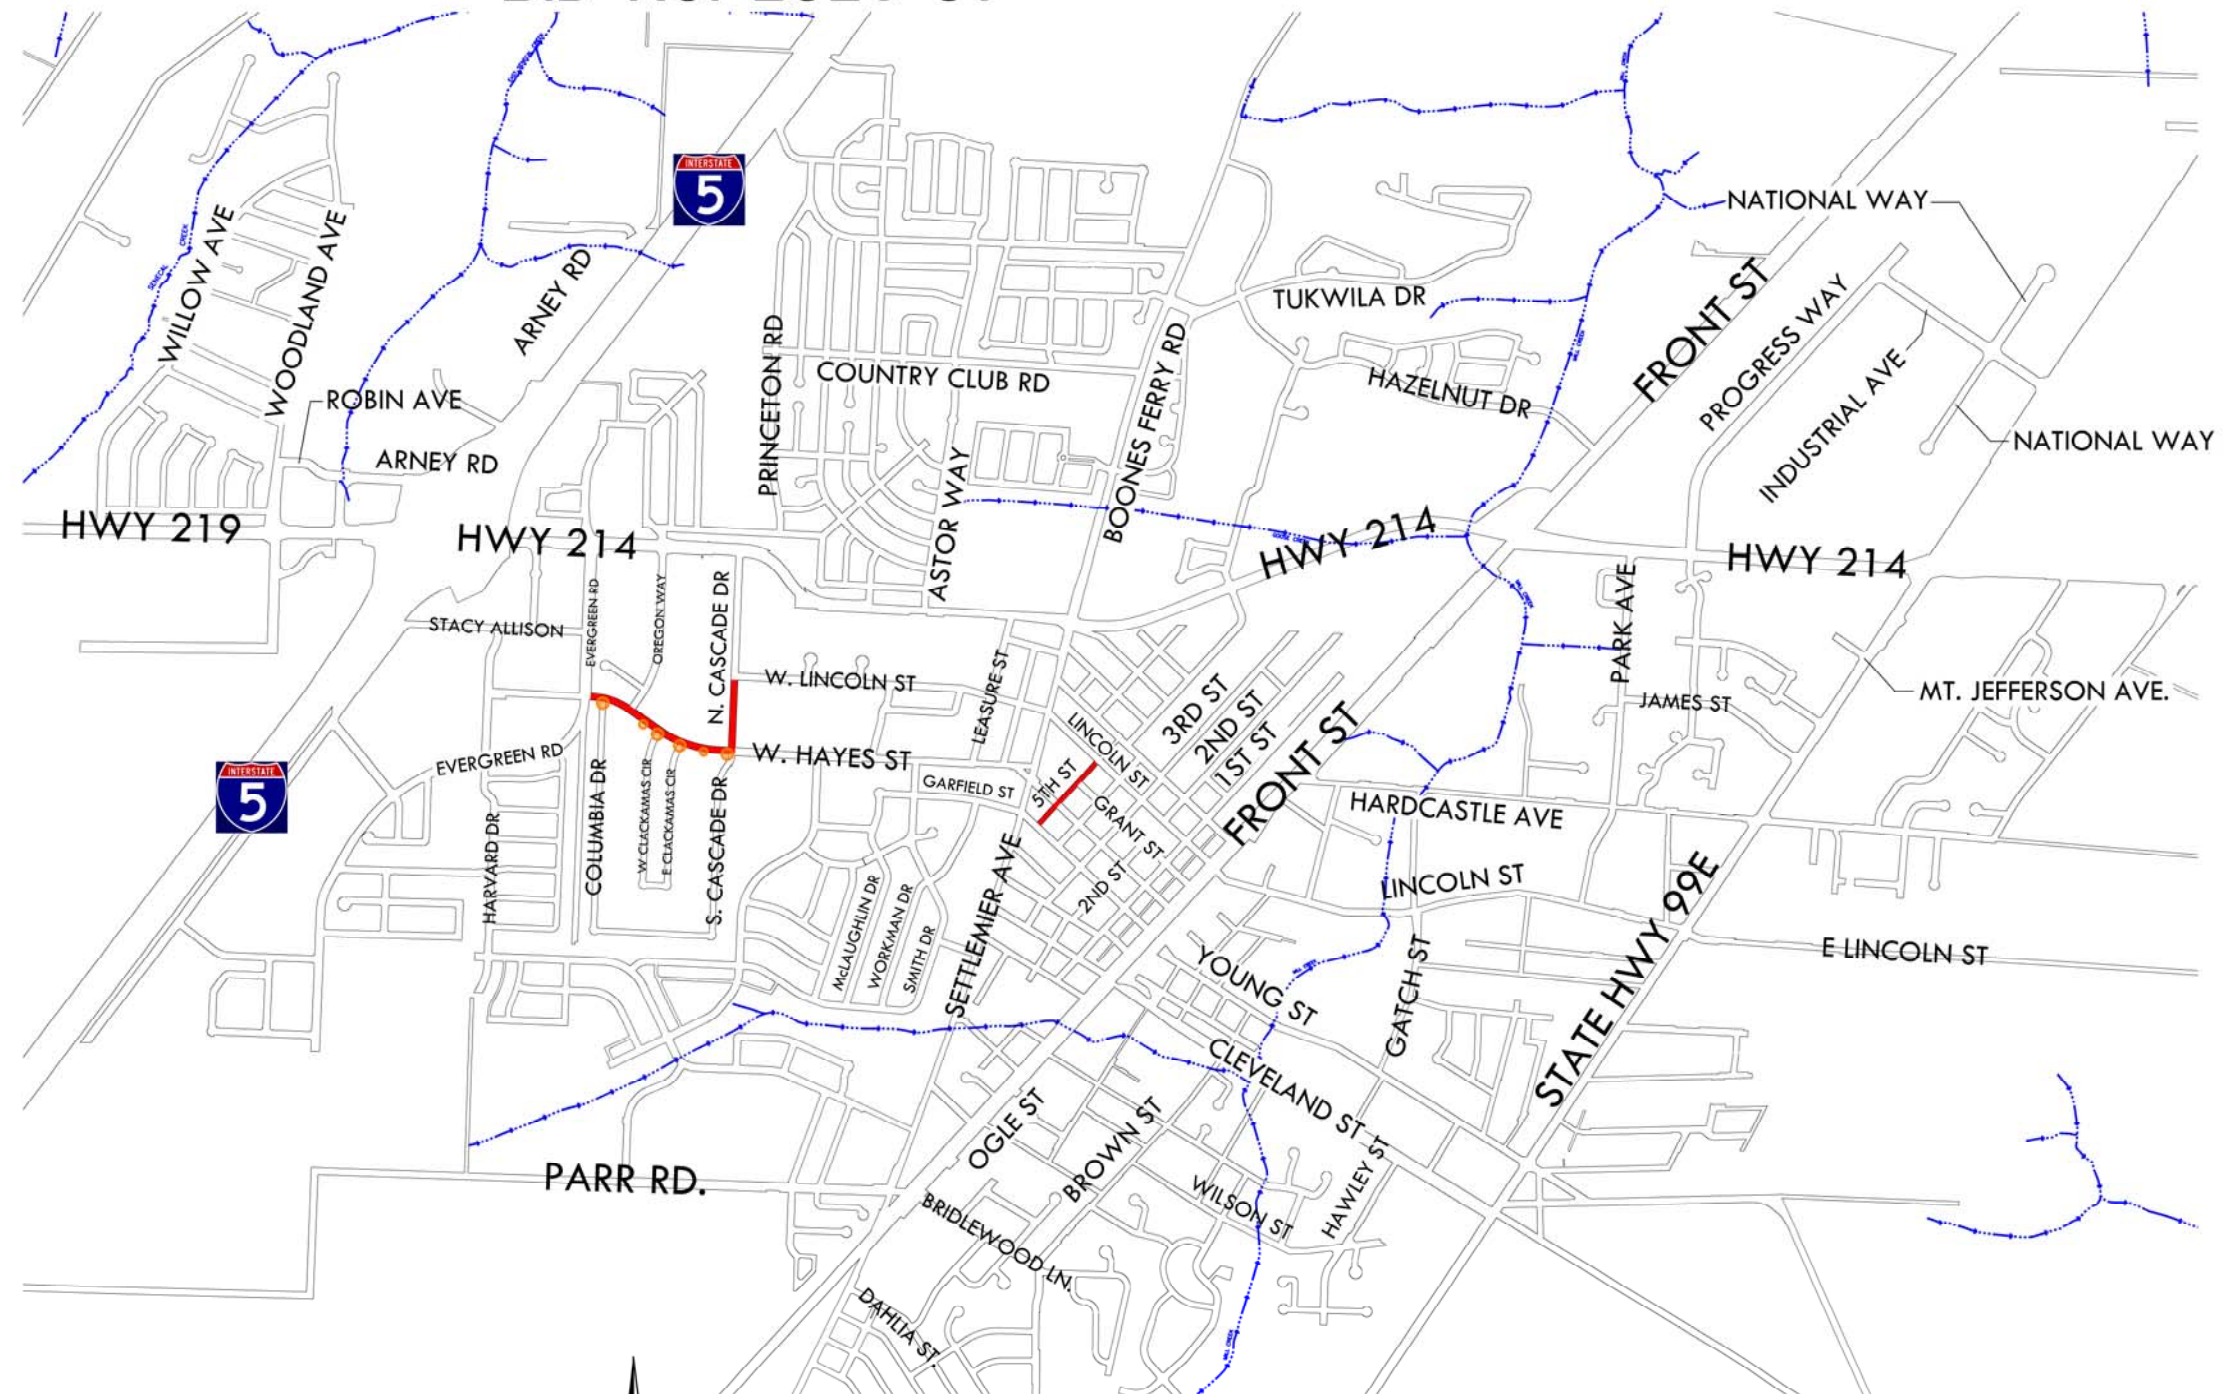 INTERSTATE
5
NATIONAL WAY
WILLOW AVE
WOODLAND AVE
ARNEY RD
SENECAL
CREEK
TUKWILA DR
FRONT ST
PROGRESS WAY
PRINCETON RD
COUNTRY CLUB RD
BOONES FERRY RD
HAZELNUT DR
INDUSTRIAL AVE
ROBIN AVE
NATIONAL WAY
ARNEY RD
ASTOR WAY
HWY 219
HWY 214
HWY 214
HWY 214
MILL CREEK
PARK AVE
STACY ALLISON
EVERGREEN RD
OREGON WAY
N. CASCADE DR
W. LINCOLN ST
LEASURE ST
3RD ST
2ND ST
1ST ST
FRONT ST
JAMES ST
MT. JEFFERSON AVE.
LINCOLN ST
EVERGREEN RD
W. HAYES ST
INTERSTATE
5
GARFIELD ST
5TH ST
GRANT ST
HARDCASTLE AVE
HARVARD DR
COLUMBIA DR
W CLACKAMAS CIR
E CLACKAMAS CIR
S. CASCADE DR
2ND ST
LINCOLN ST
STATE HWY 99E
McLAUGHLIN DR
WORKMAN DR
SMITH DR
SETTLEMIER AVE
E LINCOLN ST
YOUNG ST
GATCH ST
CLEVELAND ST
OGLE ST
BROWN ST
PARR RD.
WILSON ST
HAWLEY ST
BRIDLEWOOD LN.
DAHLIA ST.